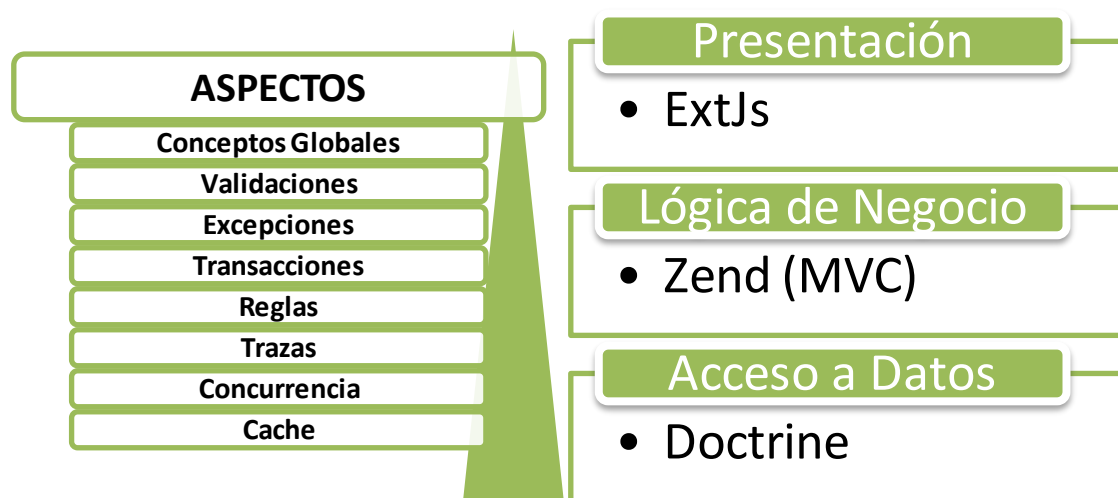 ASPECTOS
Conceptos Globales
Validaciones
Excepciones
Transacciones
Reglas
Trazas
Concurrencia
Cache
Presentación
• ExtJs
Lógica de Negocio
• Zend (MVC)
Acceso a Datos
• Doctrine